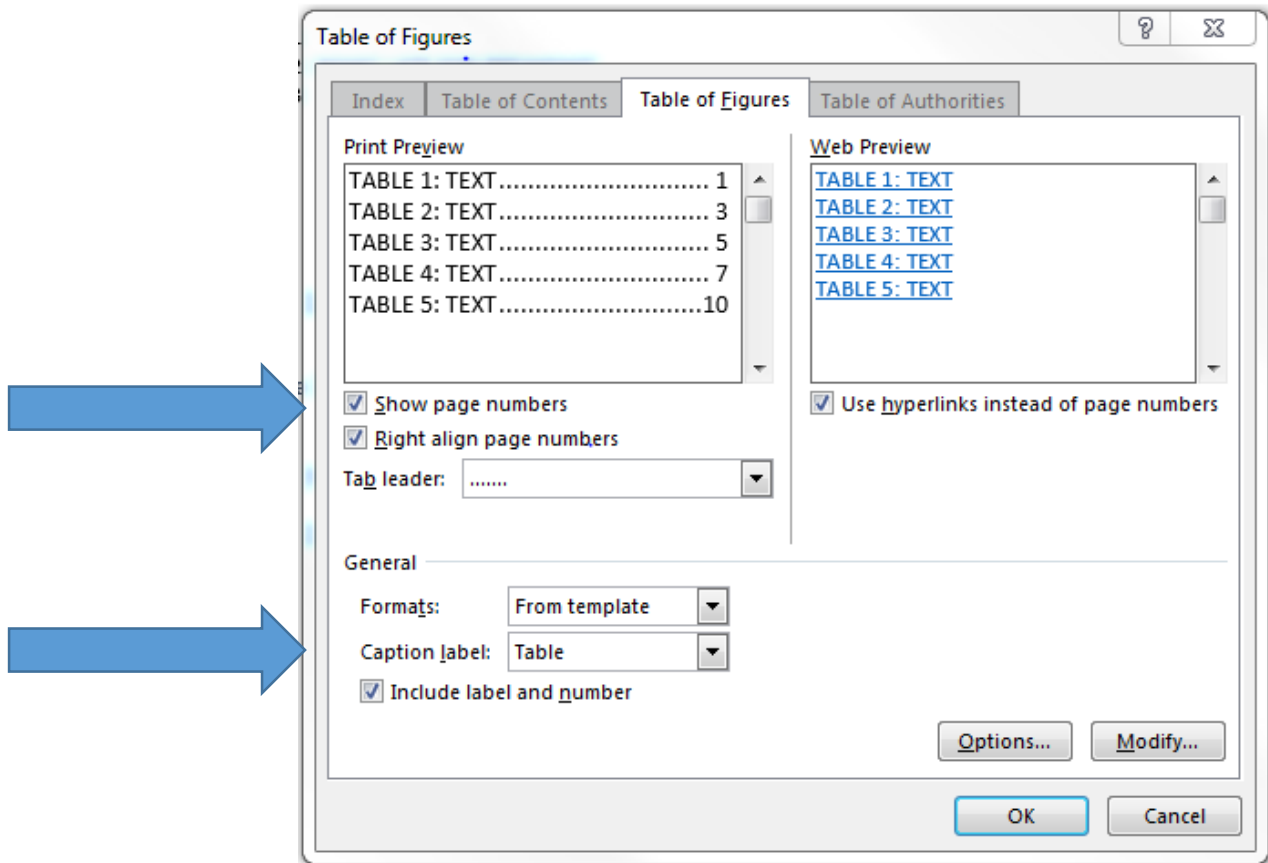 Table of Figures
Index Table of Contents Table of Figures Table of Authorities
Print Preview
TABLE 1: TEXT............................. 1
TABLE 2: TEXT............................. 3
TABLE 3: TEXT............................. 5
TABLE 4: TEXT............................. 7
TABLE 5: TEXT............................10
Web Preview
TABLE 1: TEXT
TABLE 2: TEXT
TABLE 3: TEXT
TABLE 4: TEXT
TABLE 5: TEXT
Show page numbers
Right align page numbers
Tab leader: .......
Use hyperlinks instead of page numbers
General
Formats: From template
Caption label: Table
Include label and number
Options... Modify...
OK Cancel